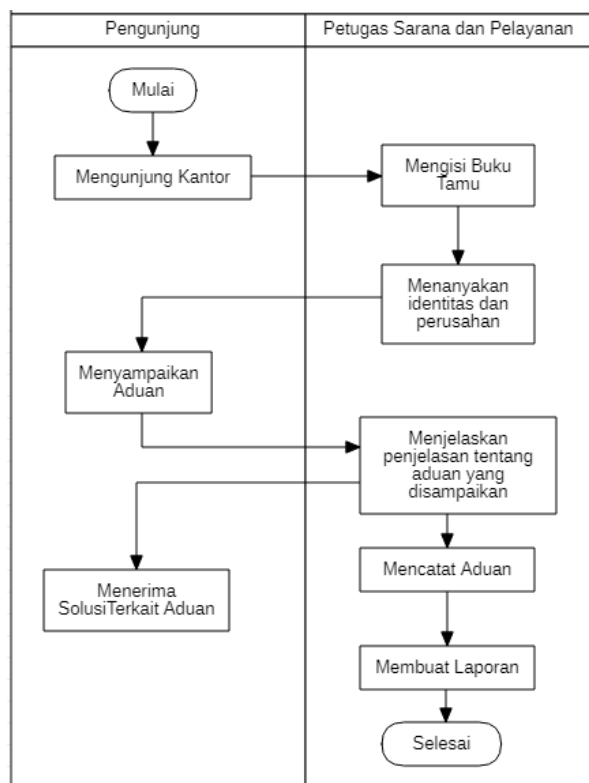 Pengunjung
Petugas Sarana dan Pelayanan
Mulai
Mengunjung Kantor
Mengisi Buku
Tamu
Menanyakan
identitas dan
perusahan
Menyampaikan
Aduan
Menjelaskan
penjelasan tentang
aduan yang
disampaikan
Menerima
SolusiTerkait Aduan
Mencatat Aduan
Membuat Laporan
Selesai